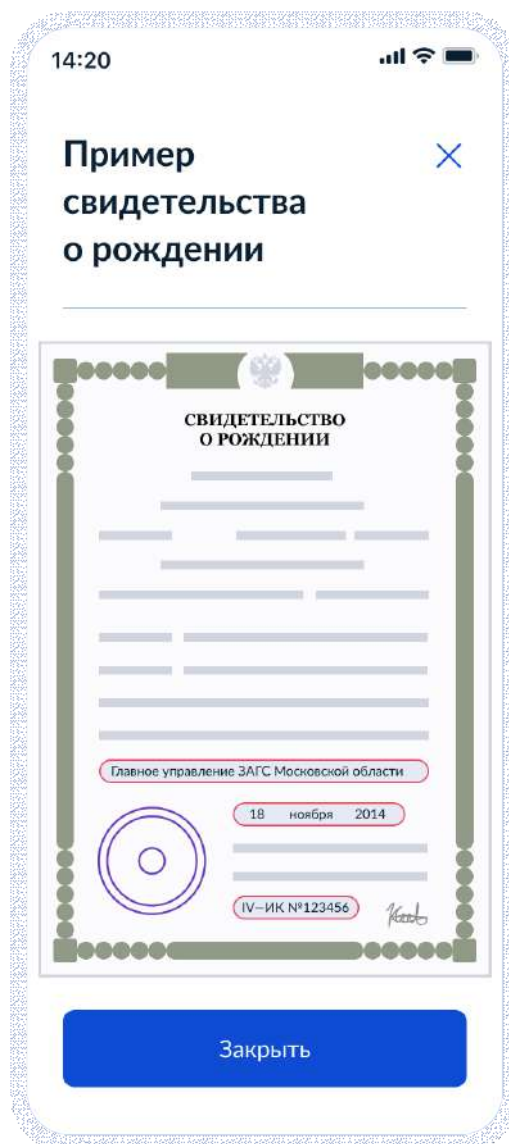 14:20
Пример
свидетельства
о рождении
СВИДЕТЕЛЬСТВО
О РОЖДЕНИИ
Главное управление ЗАГС Московской области
18 ноября 2014
IV–ИК №123456
Закрыть